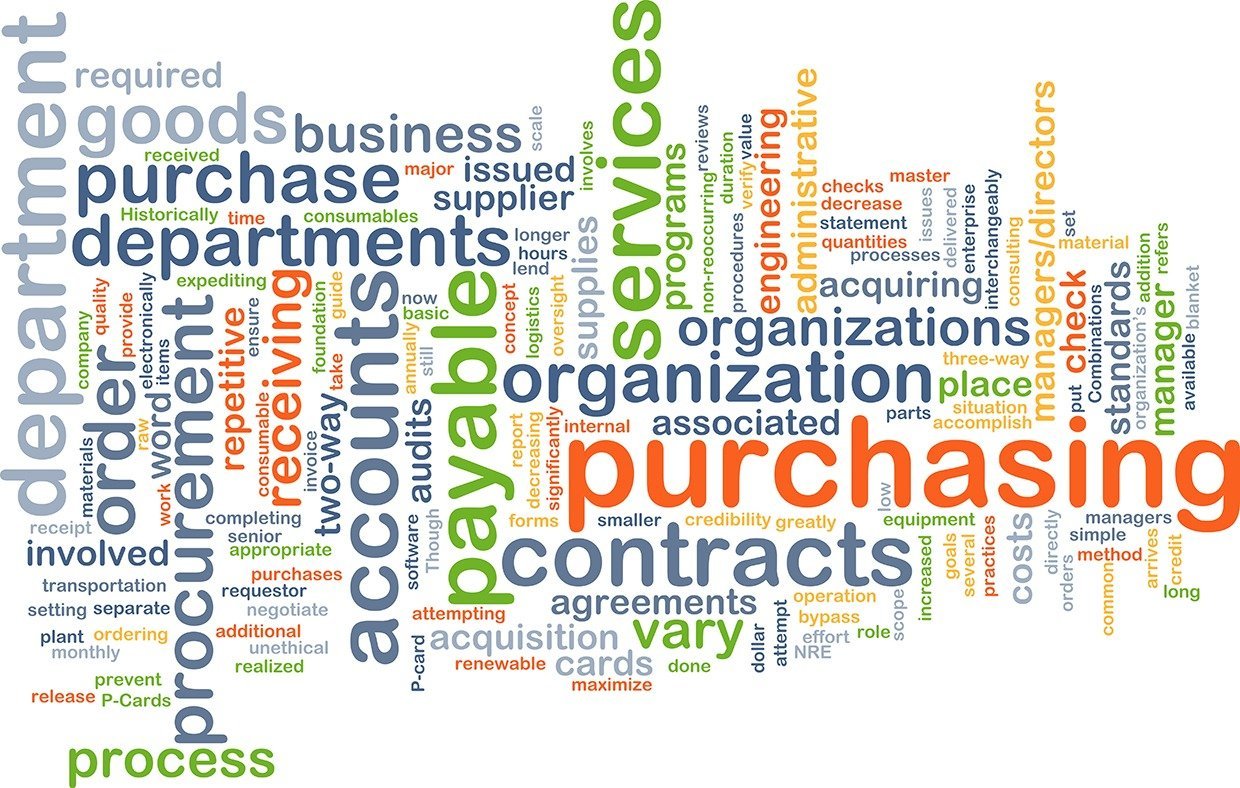 department
required
goods
business
scale
received
purchase
major
issued
supplier
involves
services
Historically
time
consumables
departments
longer
hours
lend
supplies
programs
reviews
non-reoccurring
duration
verify
value
procedures
engineering
administrative
checks
master
decrease
statement
quantities
processes
issues
delivered
enterprise
interchangeably
acquiring
consulting
managers/directors
set
material
addition
refers
expediting
company
quality
provide
electronically
items
order
raw
word
work
materials
procurement
repetitive
ensure
consumable
receiving
invoice
foundation
guide
take
two-way
accounts
now
basic
annually
still
audits
payable
concept
logistics
oversight
organizations
organization
three-way
place
situation
accomplish
associated
parts
check
put
Combinations
standards
organization's
manager
available
blanket
report
decreasing
significantly
internal
purchasing
receipt
completing
senior
involved
appropriate
transportation
purchases
requestor
setting
separate
negotiate
plant
ordering
additional
monthly
unethical
realized
prevent
release
P-Cards
process
software
Though
forms
smaller
credibility
greatly
low
equipment
contracts
increased
goals
several
practices
costs
directly
orders
managers
simple
method
common
arrives
credit
long
attempting
agreements
operation
bypass
effort
role
scope
NRE
P-card
acquisition
vary
dollar
attempt
renewable
cards
done
maximize